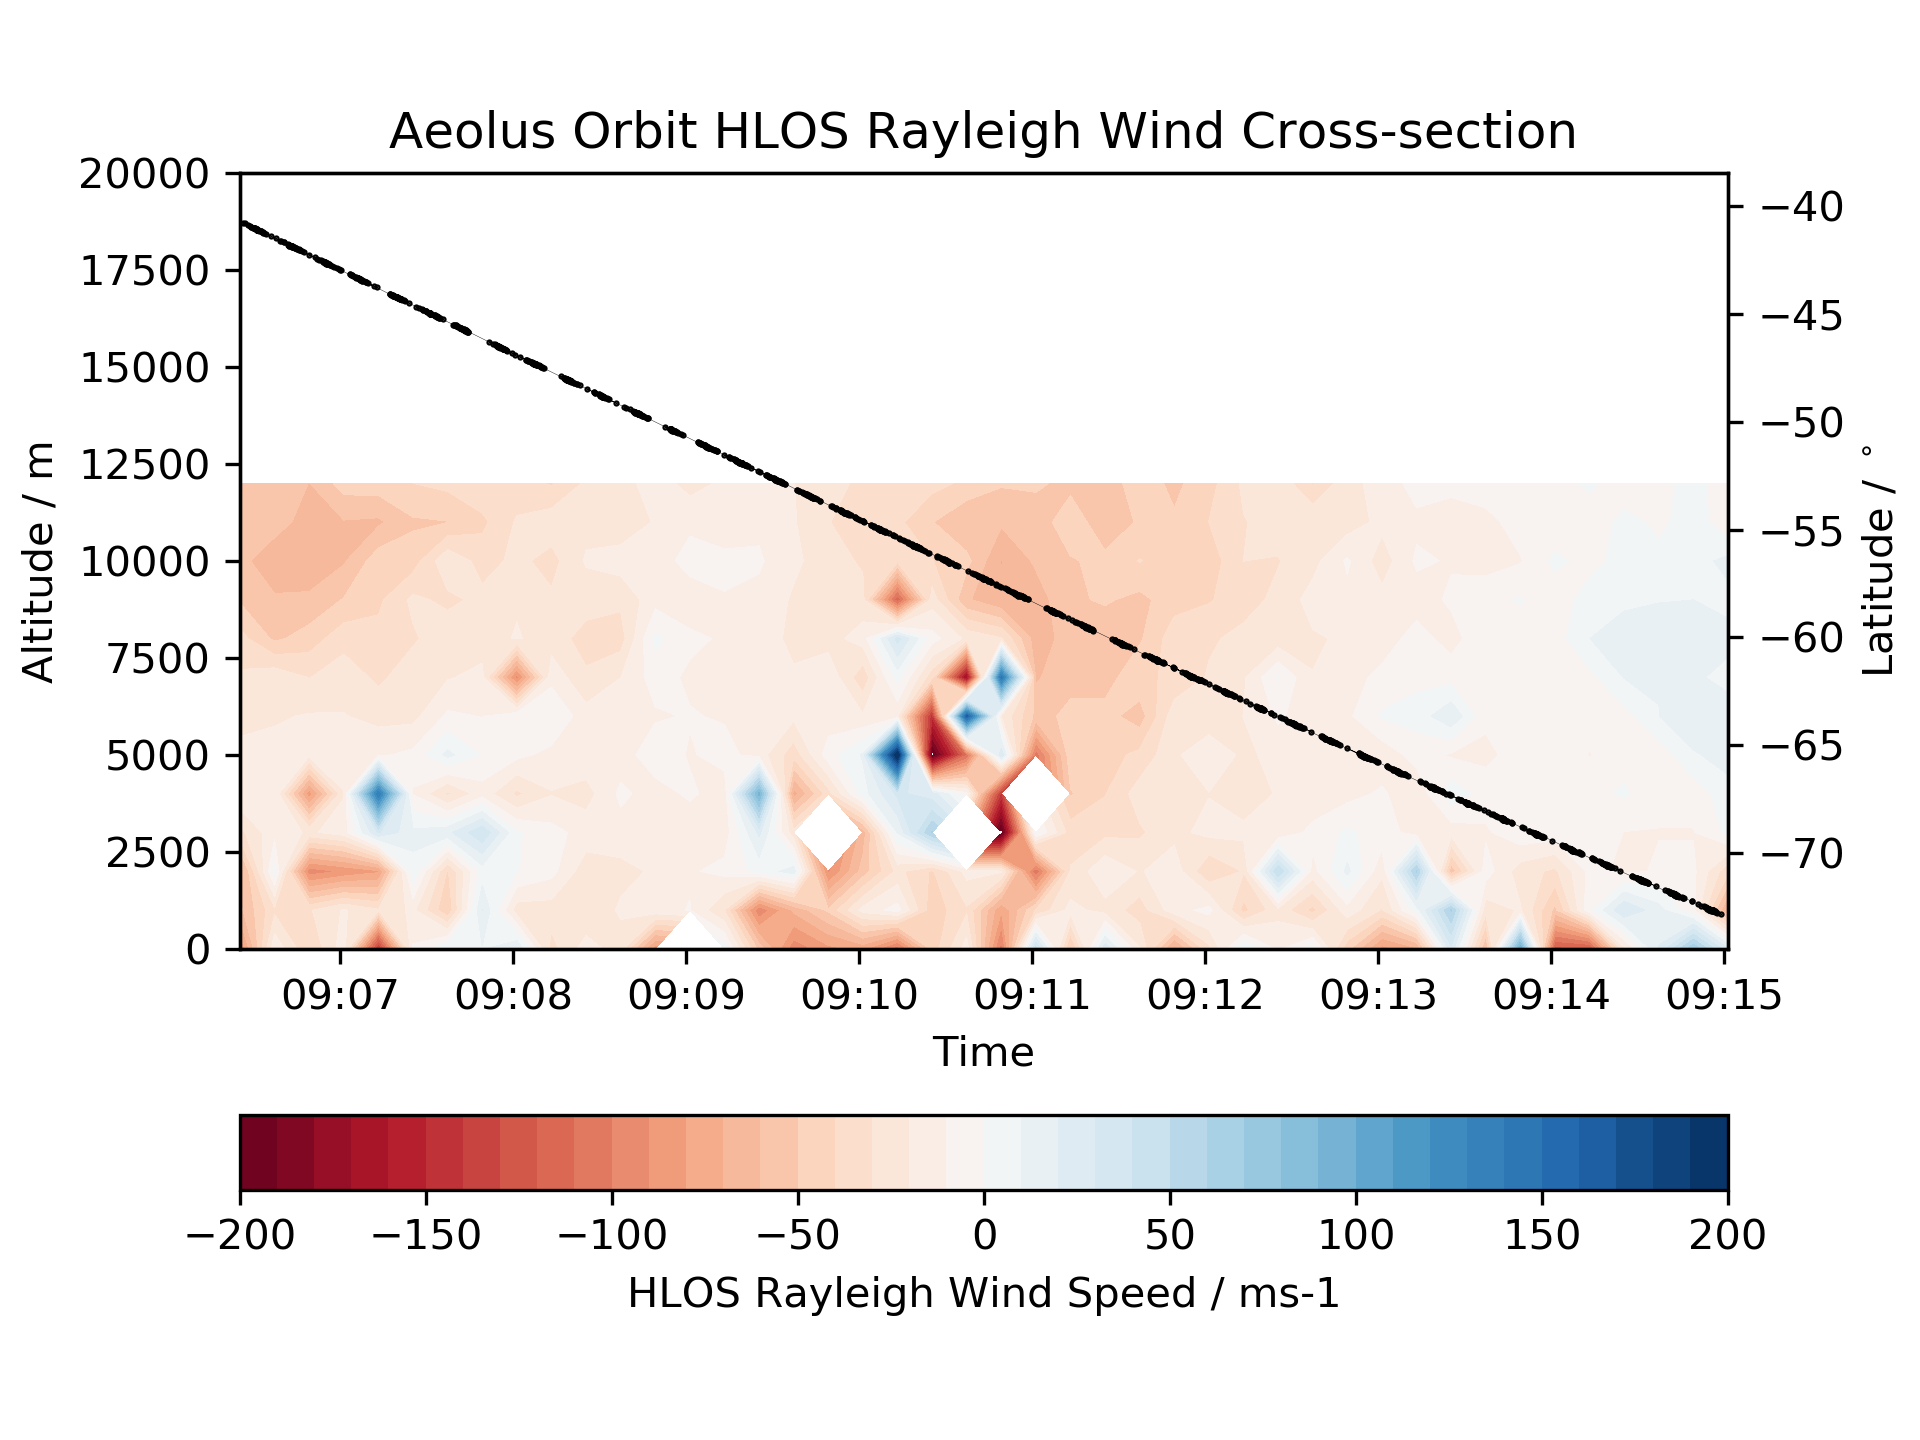 Aeolus Orbit HLOS Rayleigh Wind Cross-section
20000
17500
15000
12500
10000
7500
5000
2500
0
Altitude / m
−40
−45
−50
−55
−60
−65
−70
Latitude / °
09:07 09:08 09:09 09:10 09:11 09:12 09:13 09:14 09:15
Time
−200 −150 −100 −50 0 50 100 150 200
HLOS Rayleigh Wind Speed / ms-1